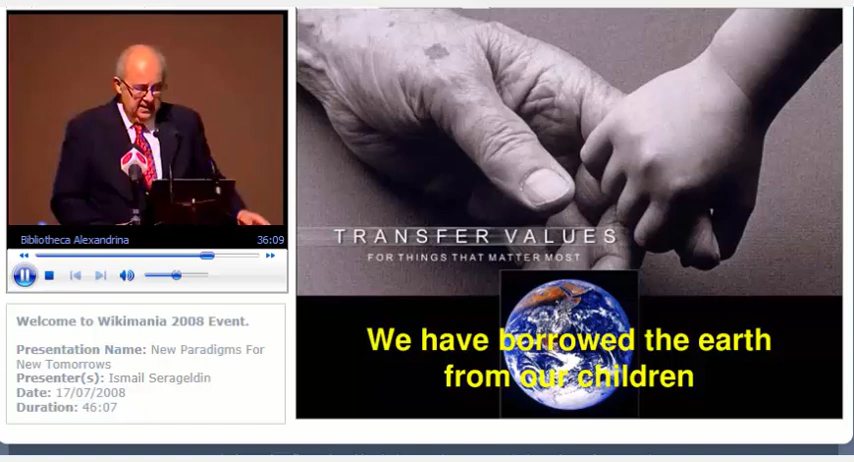 Bibliotheca Alexandrina 36:09
Welcome to Wikimania 2008 Event.
Presentation Name: New Paradigms For
New Tomorrows
Presenter(s): Ismail Serageldin
Date: 17/07/2008
Duration: 46:07
TRANSFER VALUES
FOR THINGS THAT MATTER MOST
We have borrowed the earth
from our children